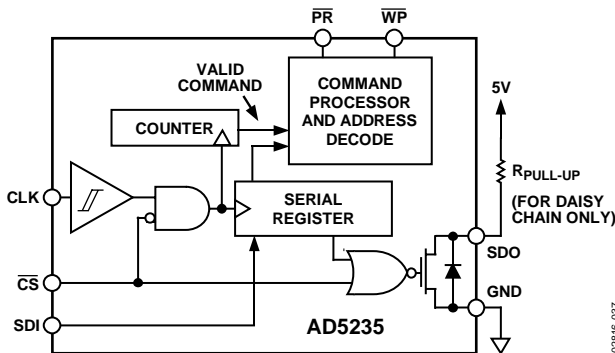 PR WP
VALID
COMMAND
COMMAND
PROCESSOR
AND ADDRESS
DECODE
5V
COUNTER
RPULL-UP
(FOR DAISY
CHAIN ONLY)
CLK
SERIAL
REGISTER
SDO
CS
GND
SDI
AD5235
02816-037